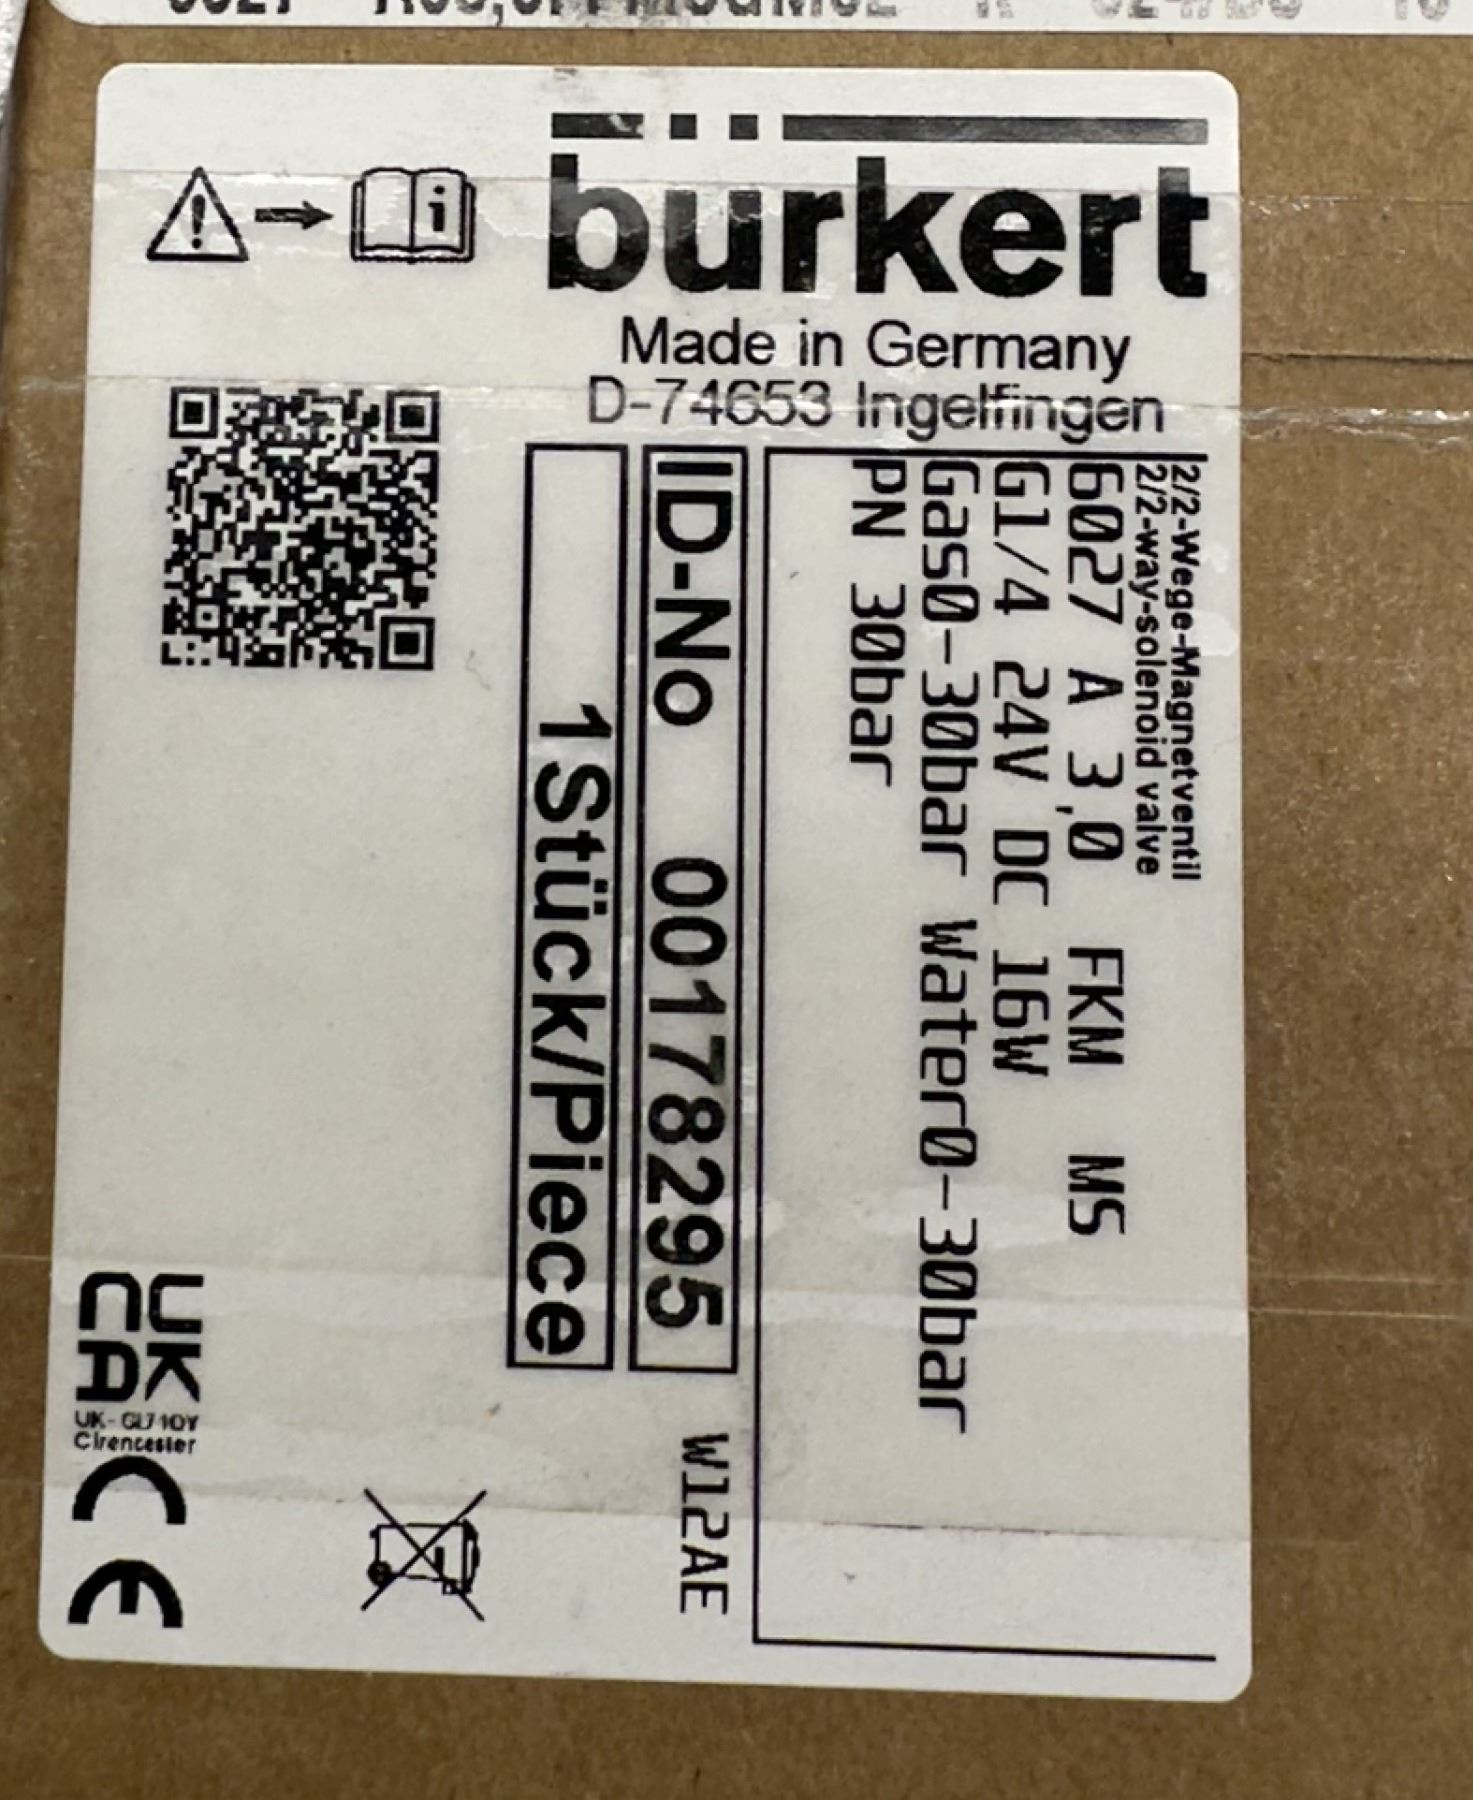 bürkert
Made in Germany
D-74653 Ingelfingen
2/2-Wege-Magnetventil
2/2-way-solenoid valve
6027 A 3,0 FKM MS
G1/4 24V DC 16W
Gas0-30bar Water0-30bar
PN 30bar
ID-No 00178295
W12AE
1Stück/Piece
UK
CA
UK-GL71QY
Cirencester
CE